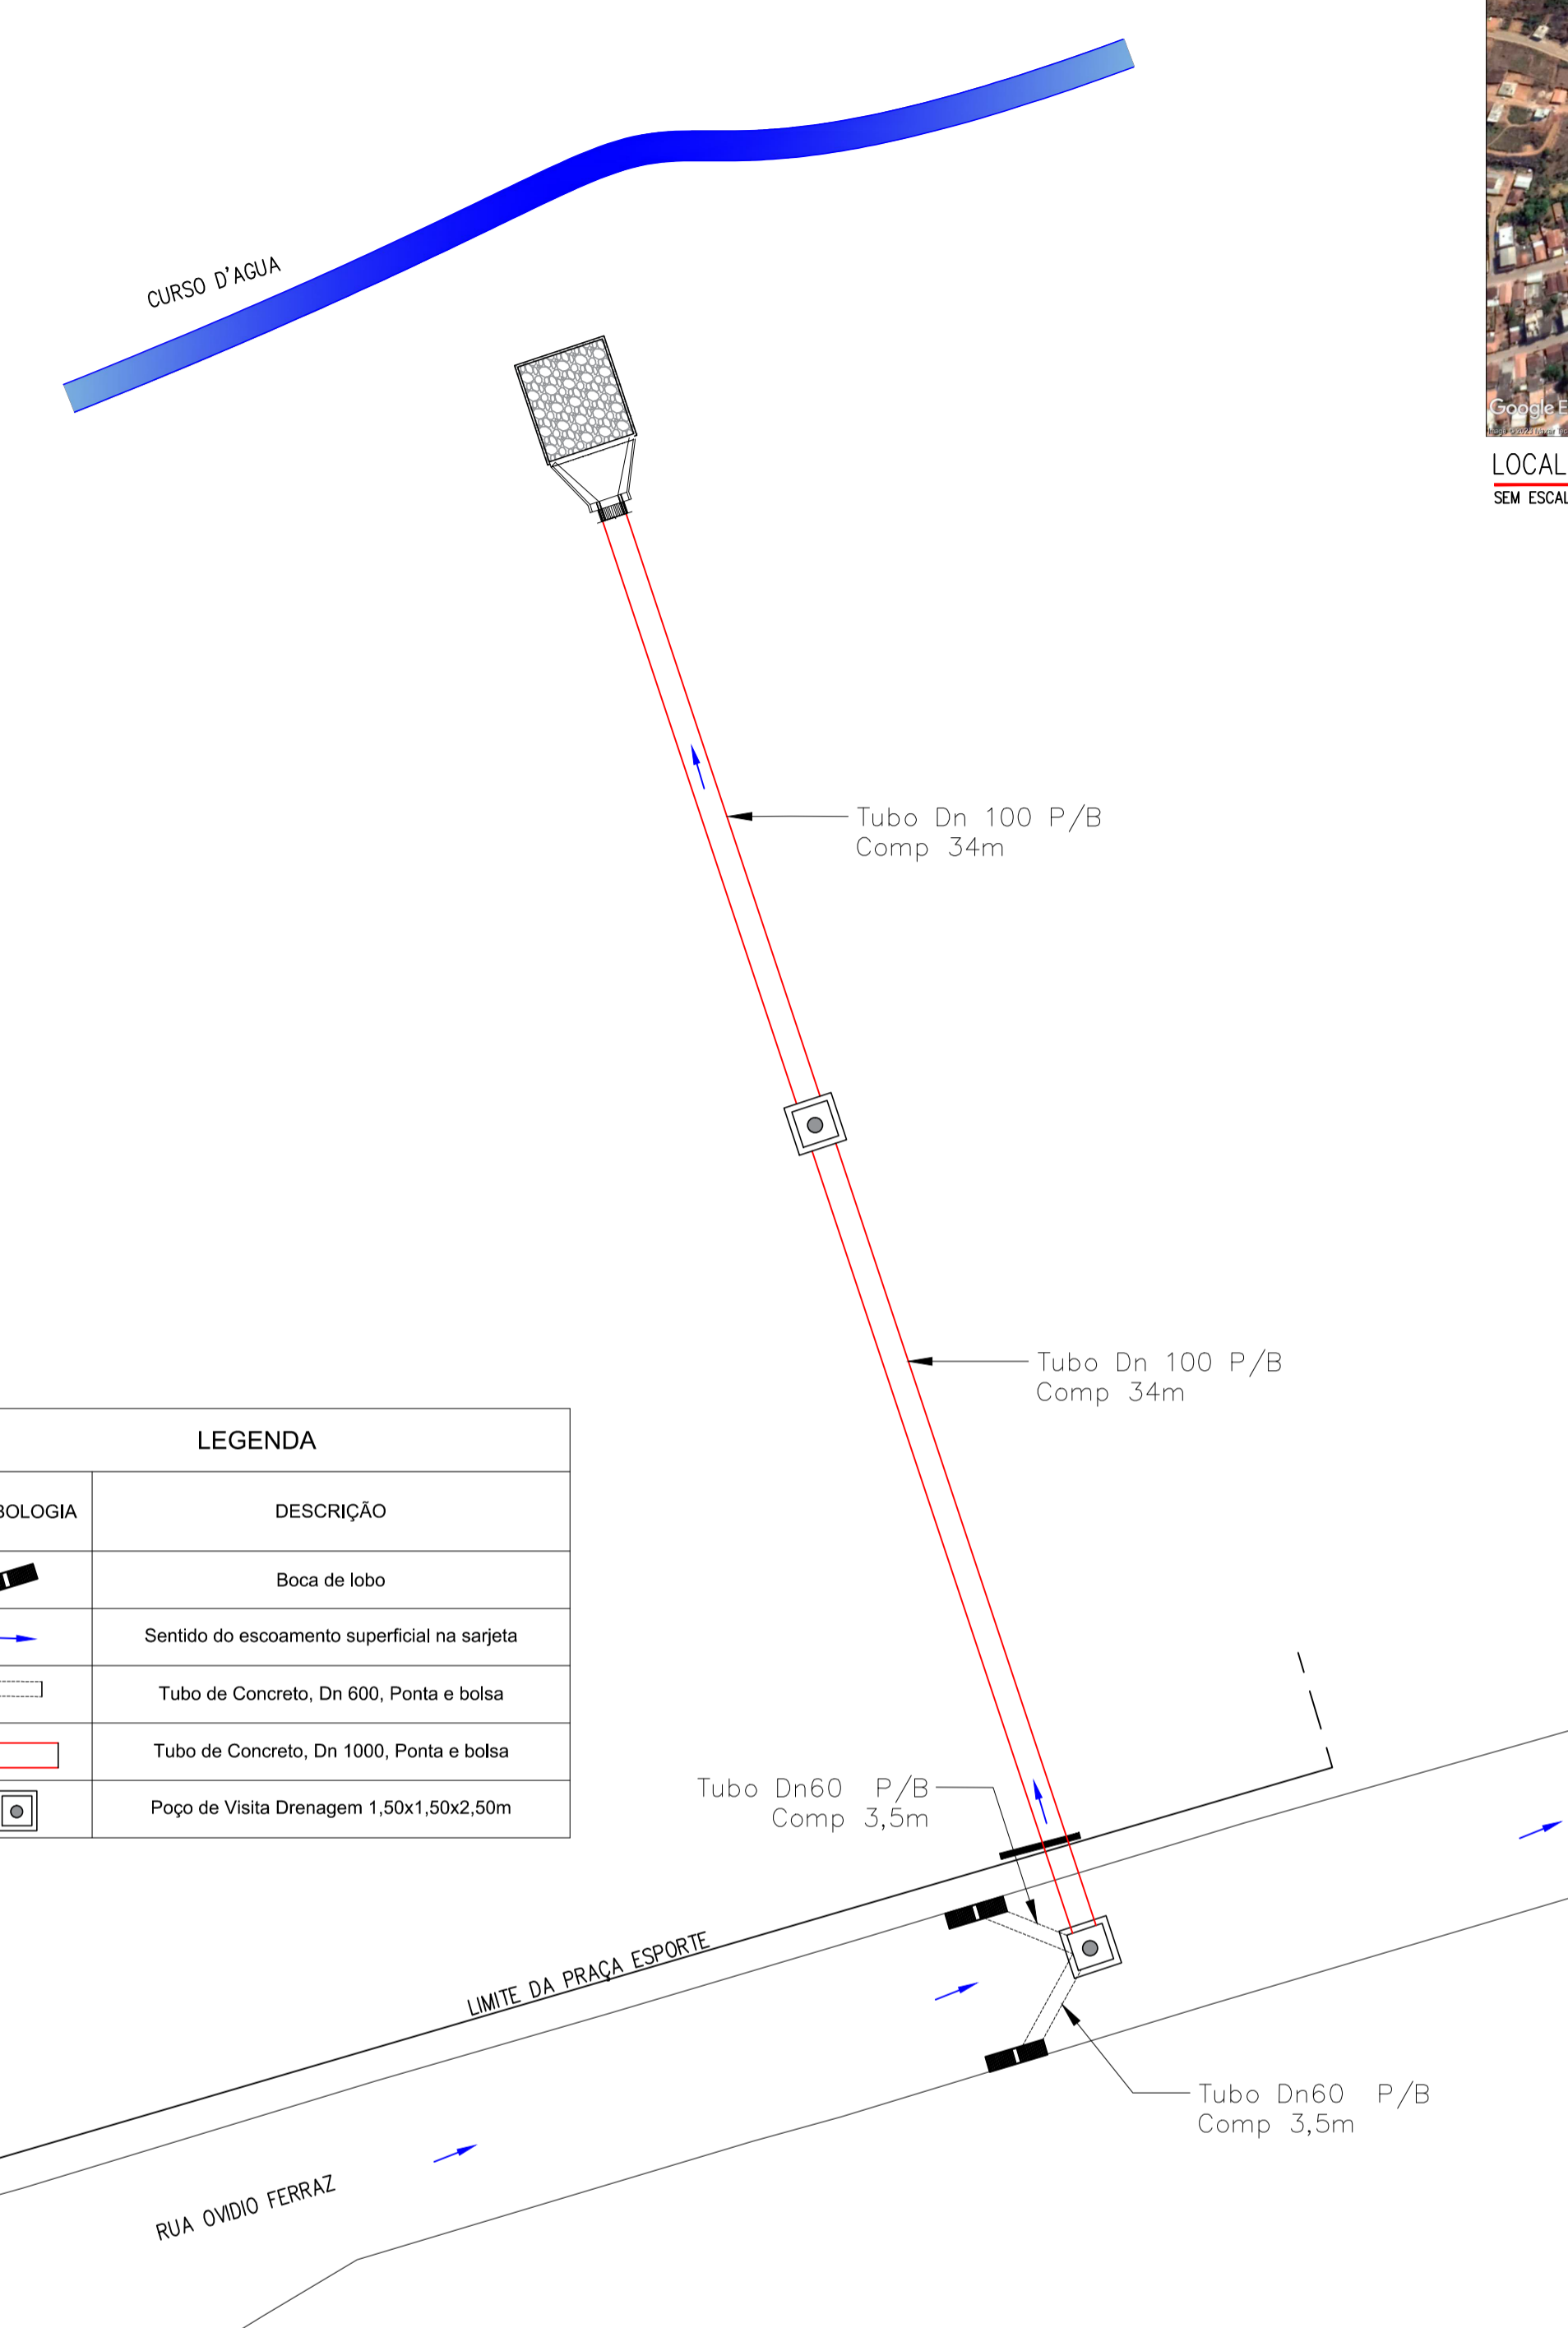 CURSO D'AGUA
Google E
LOCAL
SEM ESCAL
Tubo Dn 100 P/B
Comp 34m
Tubo Dn 100 P/B
Comp 34m
LEGENDA
BOLOGIA DESCRIÇÃO
Boca de lobo
Sentido do escoamento superficial na sarjeta
Tubo de Concreto, Dn 600, Ponta e bolsa
Tubo de Concreto, Dn 1000, Ponta e bolsa
Poço de Visita Drenagem 1,50x1,50x2,50m
Tubo Dn60 P/B
Comp 3,5m
LIMITE DA PRAÇA ESPORTE
Tubo Dn60 P/B
Comp 3,5m
RUA OVIDIO FERRAZ